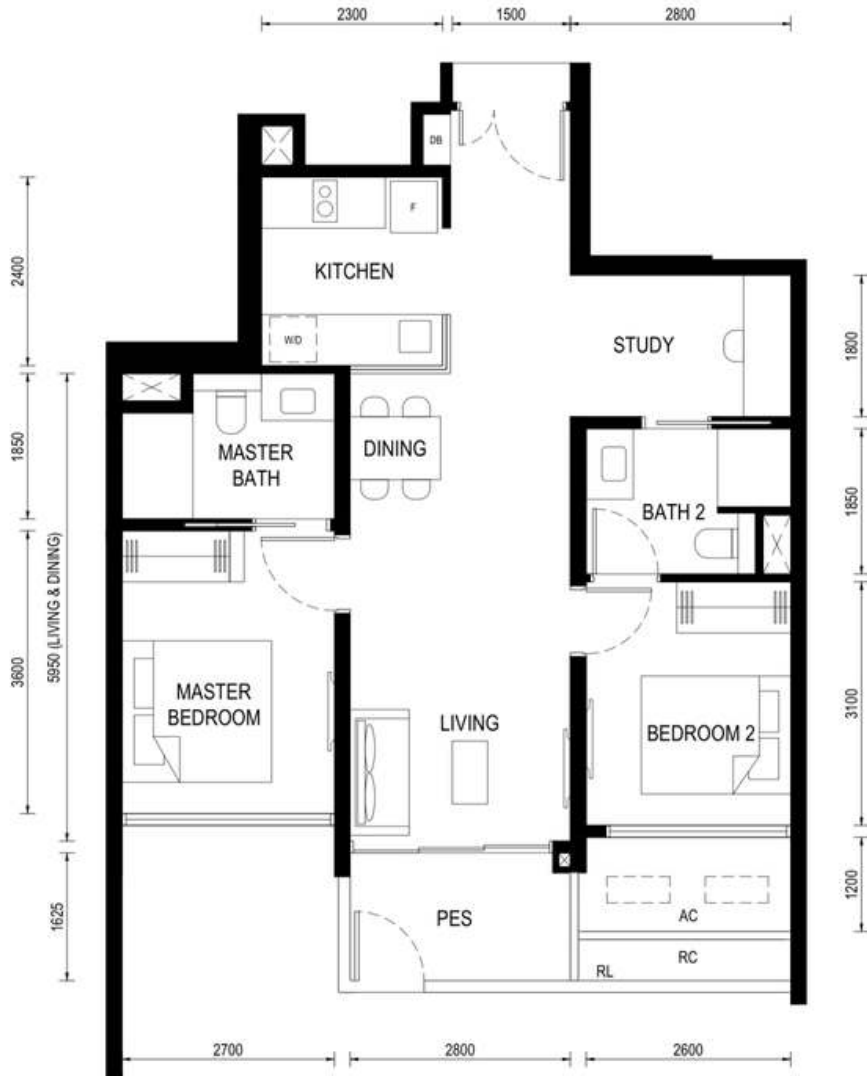 2300
1500
2800
DB
F
KITCHEN
2400
W/D
STUDY
1800
DINING
MASTER
BATH
1850
BATH 2
1850
5950 (LIVING & DINING)
3600
MASTER
BEDROOM
LIVING
BEDROOM 2
3100
1625
PES
AC
1200
RC
RL
2700
2800
2600